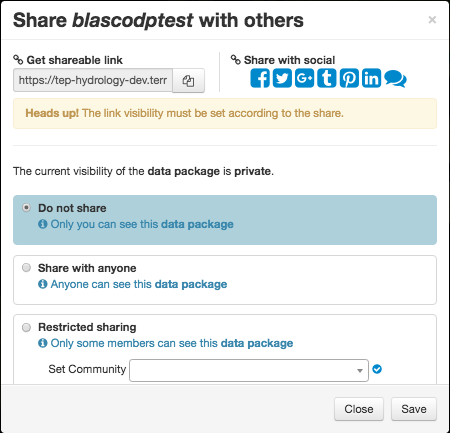 Share blascodptest with others
×
Get shareable link
Share with social
https://tep-hydrology-dev.terr
Heads up! The link visibility must be set according to the share.
The current visibility of the data package is private.
Do not share
Only you can see this data package
Share with anyone
Anyone can see this data package
Restricted sharing
Only some members can see this data package
Set Community
Close
Save